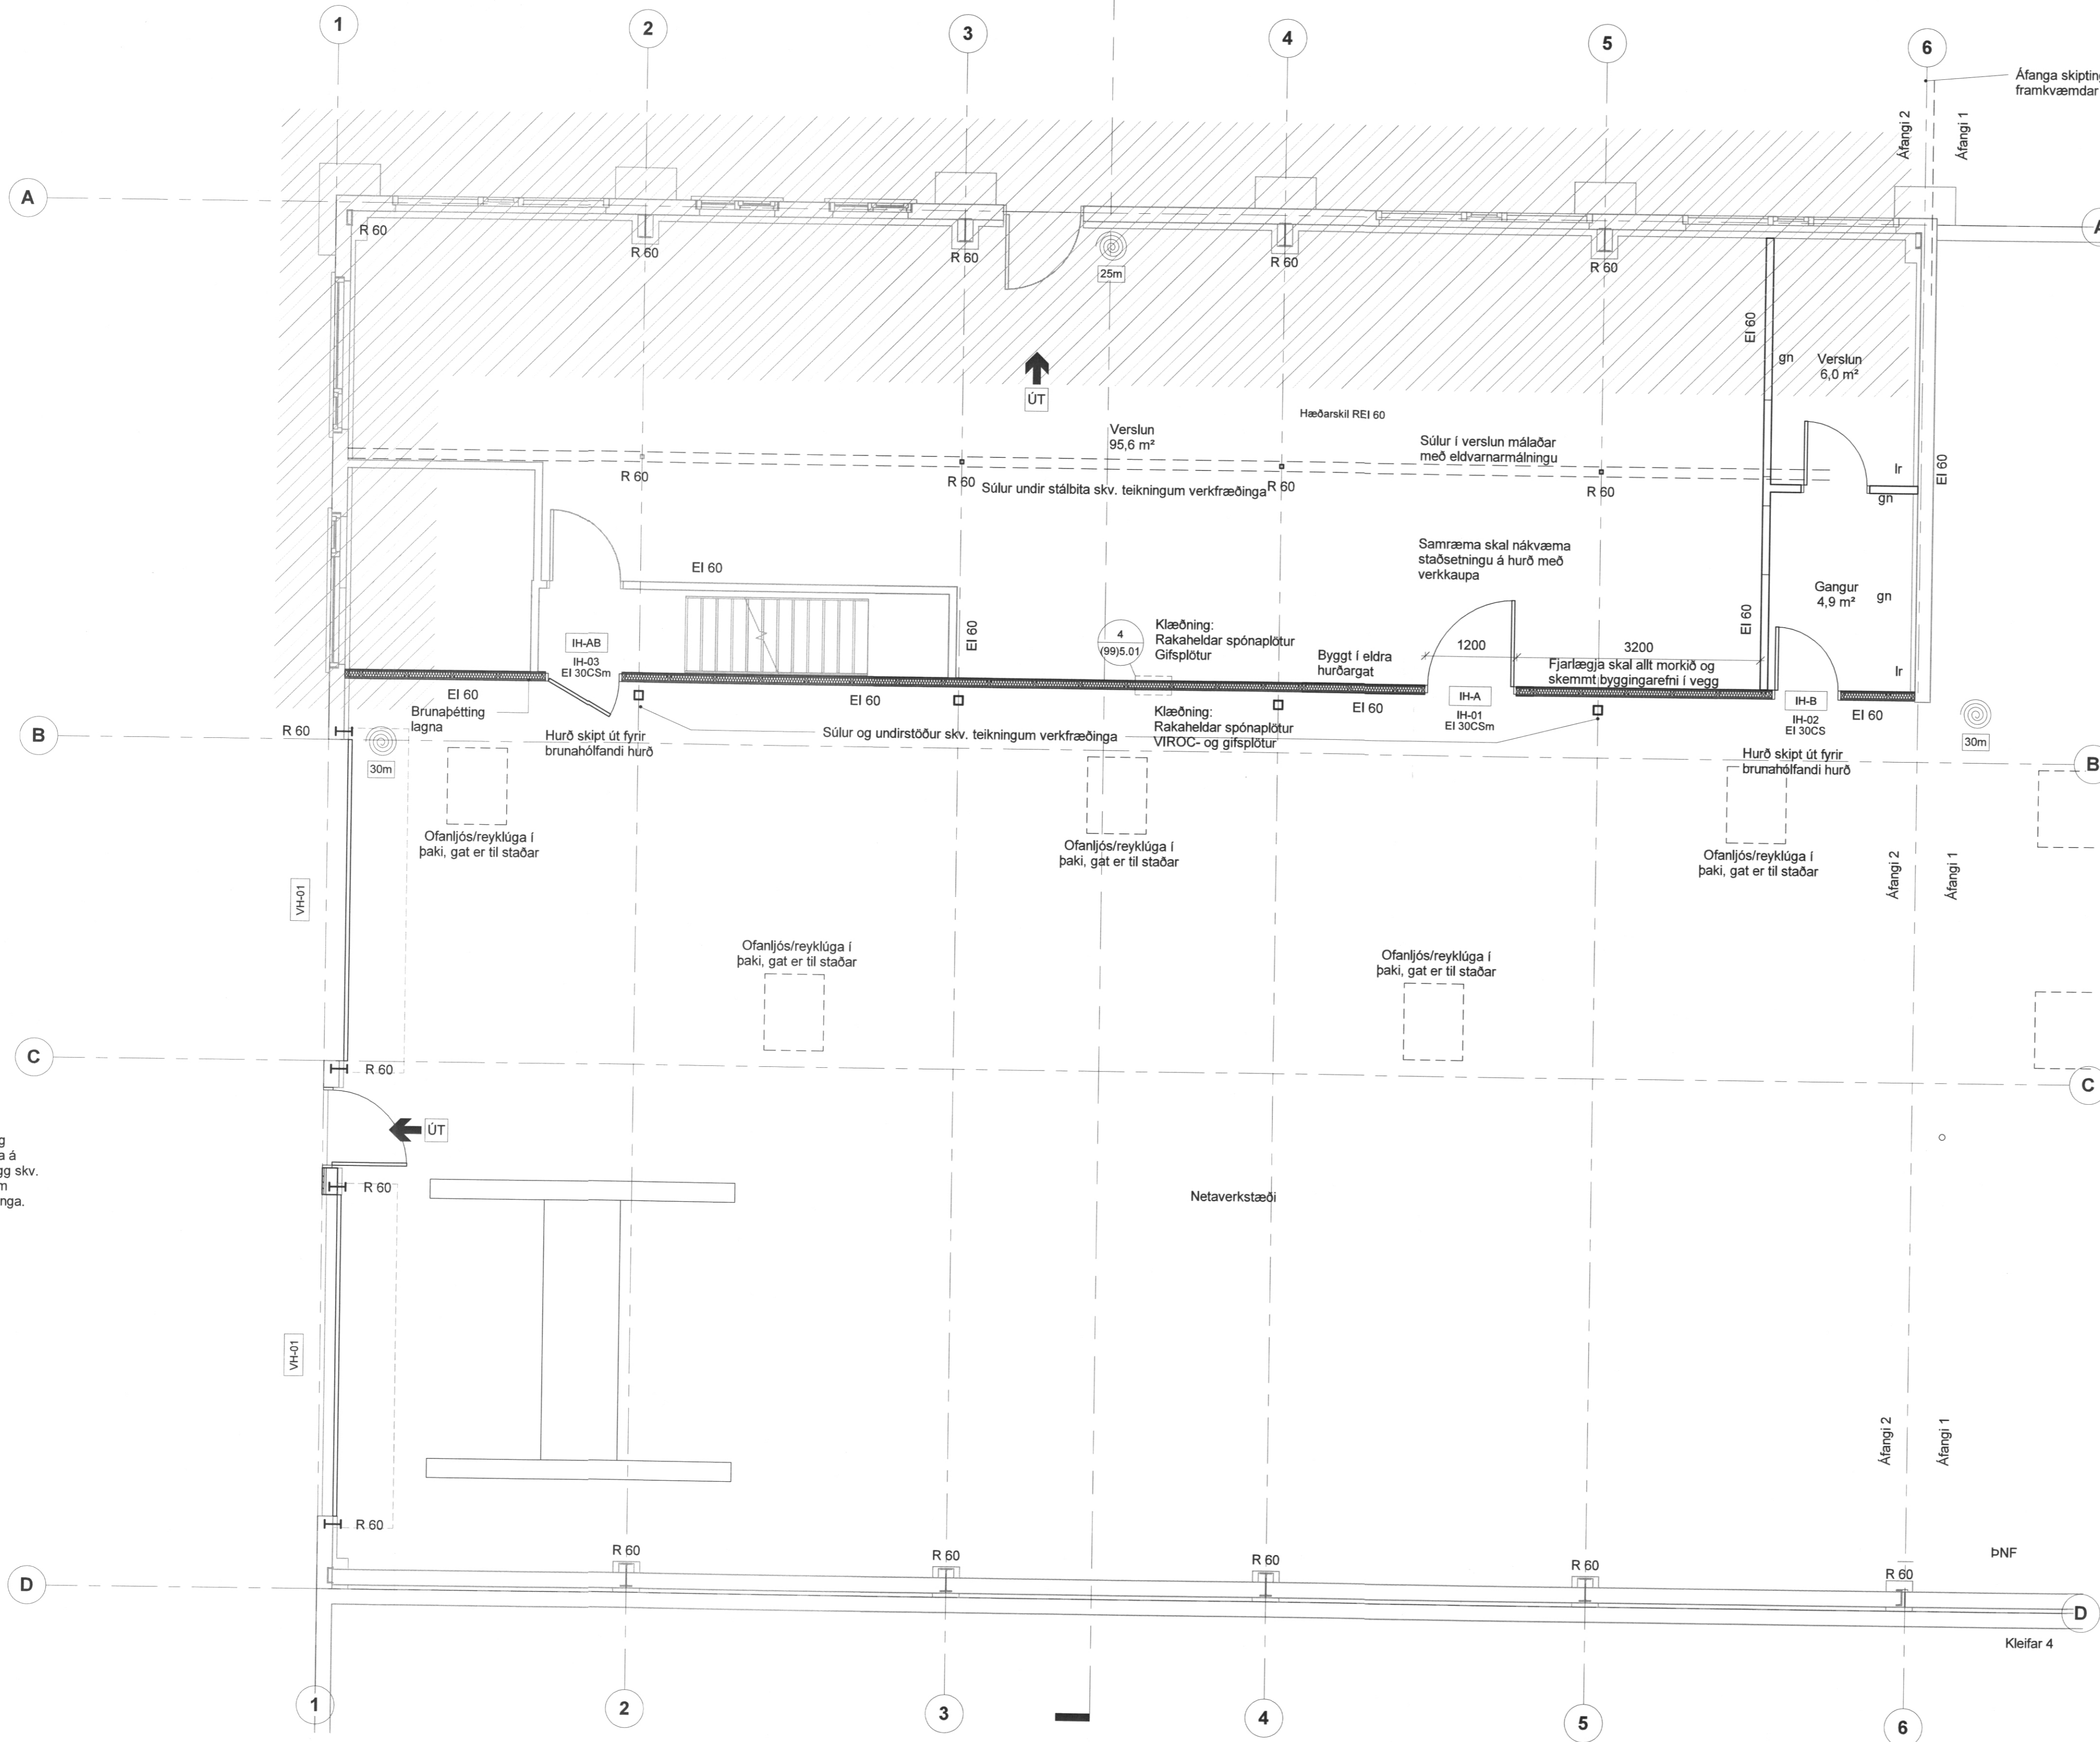 1
2
3
4
5
6
Áfanga skipting
framkvæmdar
Áfangi 2
Áfangi 1
A
A
R 60
R 60
R 60
R 60
R 60
25m
ÚT
EI 60
gn
Verslun
6,0 m²
Hæðarskil REI 60
Verslun
95,6 m²
Súlur í verslun málaðar
með eldvarnarmálningu
lr
gn
EI 60
R 60
R 60
R 60
R 60
Súlur undir stálbita skv. teikningum verkfræðinga
Samræma skal nákvæma
staðsetningu á hurð með
verkkaupa
EI 60
EI 60
Gangur
4,9 m²
gn
EI 60
lr
4
(99)5.01
Klæðning:
Rakaheldar spónaplötur
Gifsplötur
Byggt í eldra
hurðargat
1200
3200
Fjarlægja skal allt morkið og
skemmt byggingarefni í vegg
IH-AB
IH-03
EI 30CSm
EI 60
EI 60
EI 60
IH-A
IH-01
EI 30CSm
IH-B
IH-02
EI 30CS
EI 60
Brunaþétting
lagna
Klæðning:
Rakaheldar spónaplötur
VIROC- og gifsplötur
Súlur og undirstöður skv. teikningum verkfræðinga
Hurð skipt út fyrir
brunahólfandi hurð
Hurð skipt út fyrir
brunahólfandi hurð
R 60
B
B
30m
30m
Ofanljós/reyklúga í
þaki, gat er til staðar
Ofanljós/reyklúga í
þaki, gat er til staðar
Ofanljós/reyklúga í
þaki, gat er til staðar
Áfangi 2
Áfangi 1
VH-01
Ofanljós/reyklúga í
þaki, gat er til staðar
Ofanljós/reyklúga í
þaki, gat er til staðar
C
C
R 60
ÚT
g
a á
gg skv.
m
nga.
R 60
Netaverkstæði
VH-01
Áfangi 2
Áfangi 1
R 60
R 60
R 60
R 60
R 60
R 60
ÞNF
D
D
Kleifar 4
1
2
3
4
5
6